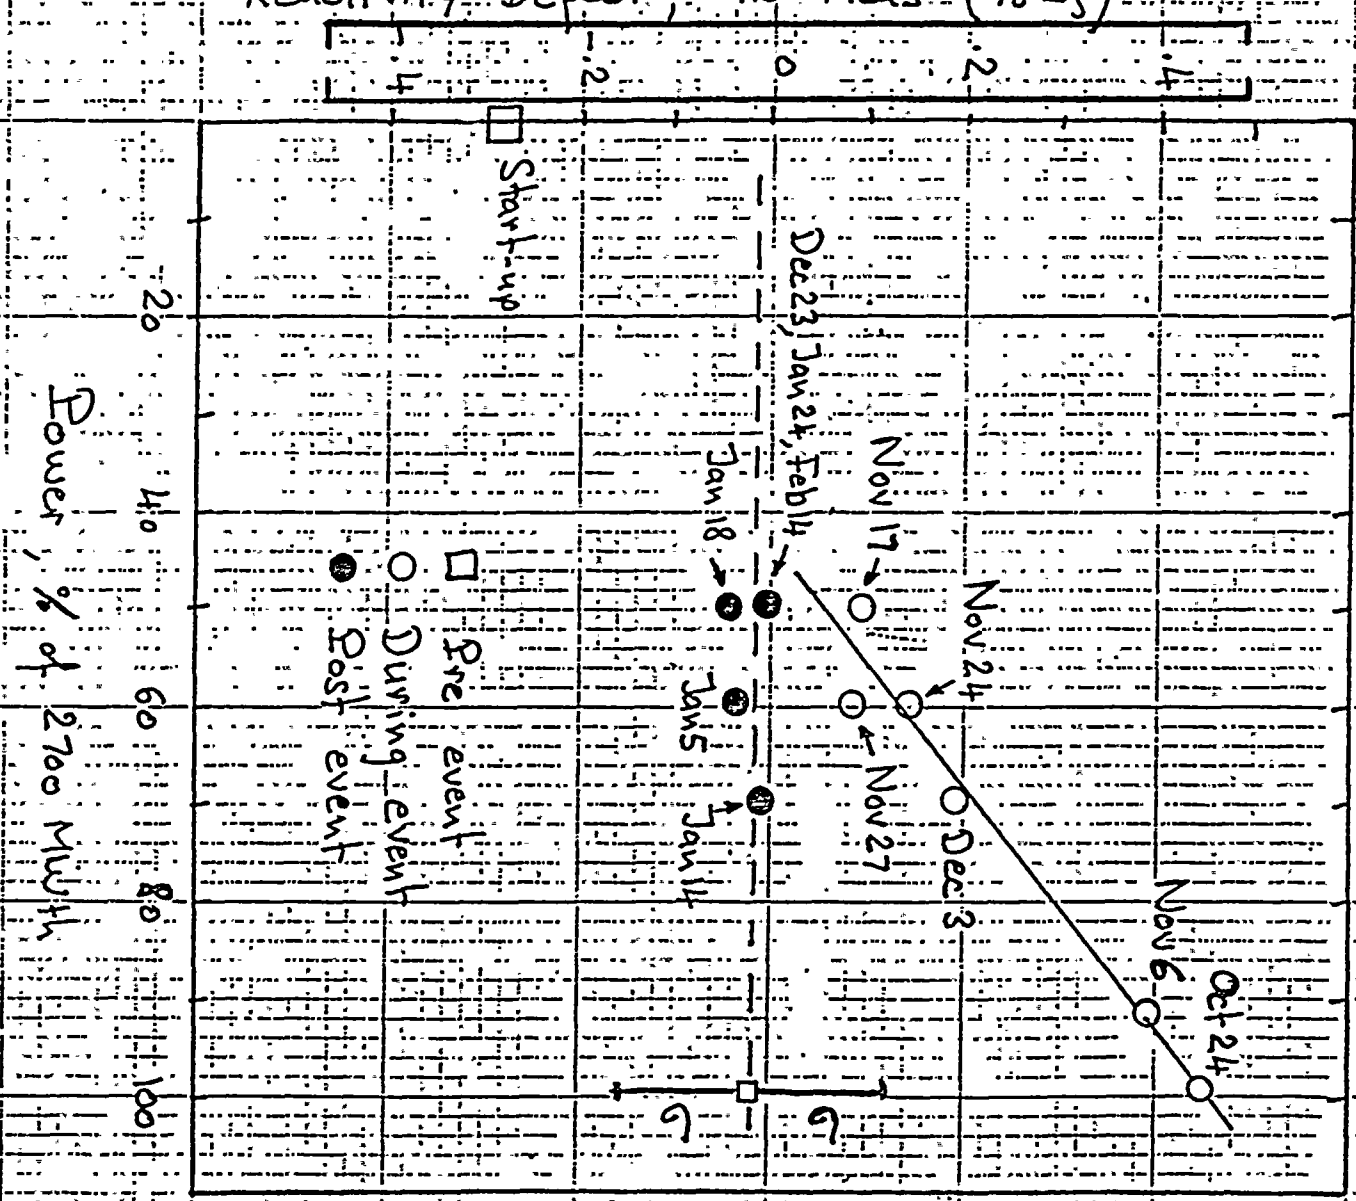 .4
.2
0
-.2
-.4
Oct 24
Nov 6
Nov 24
Dec 3
Nov 17
Nov 27
Dec 23, Jan 24, Feb 14
Jan 14
Jan 18
Jan 5
Start-up
σ
σ
□ Pre event
○ During event
● Post event
20 40 60 80 100
Power, % of 2700 MWth